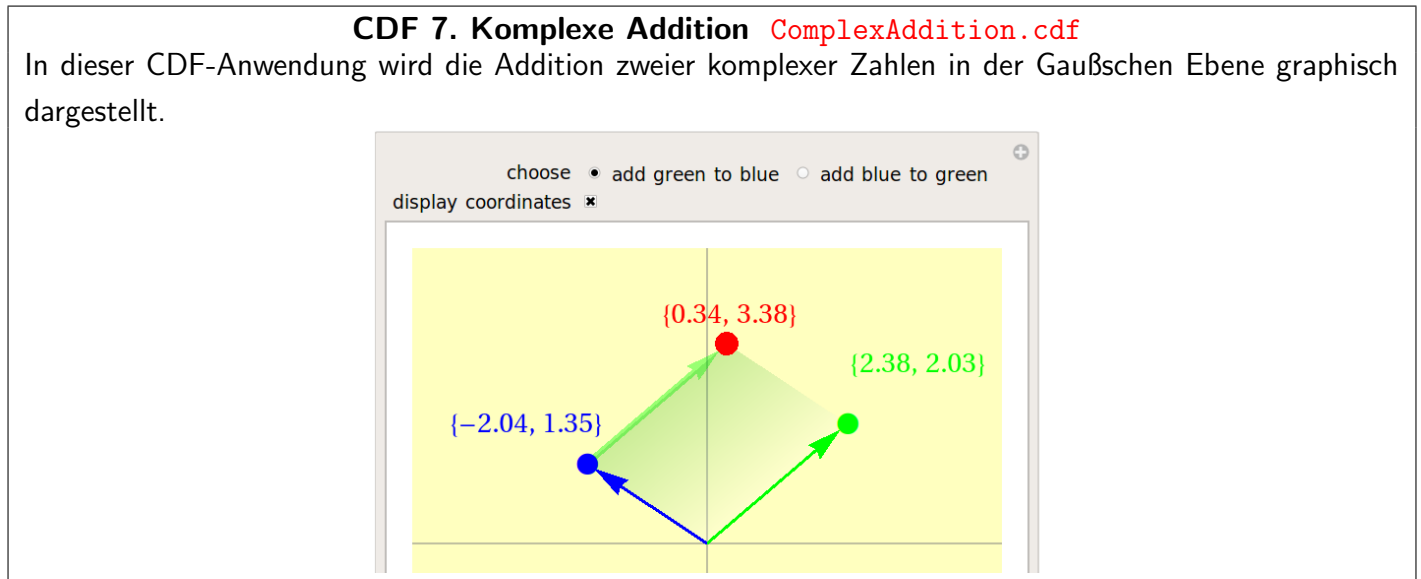 CDF 7. Komplexe Addition ComplexAddition.cdf
In dieser CDF-Anwendung wird die Addition zweier komplexer Zahlen in der Gaußschen Ebene graphisch
dargestellt.
choose add green to blue add blue to green
display coordinates
{0.34, 3.38}
{2.38, 2.03}
{−2.04, 1.35}